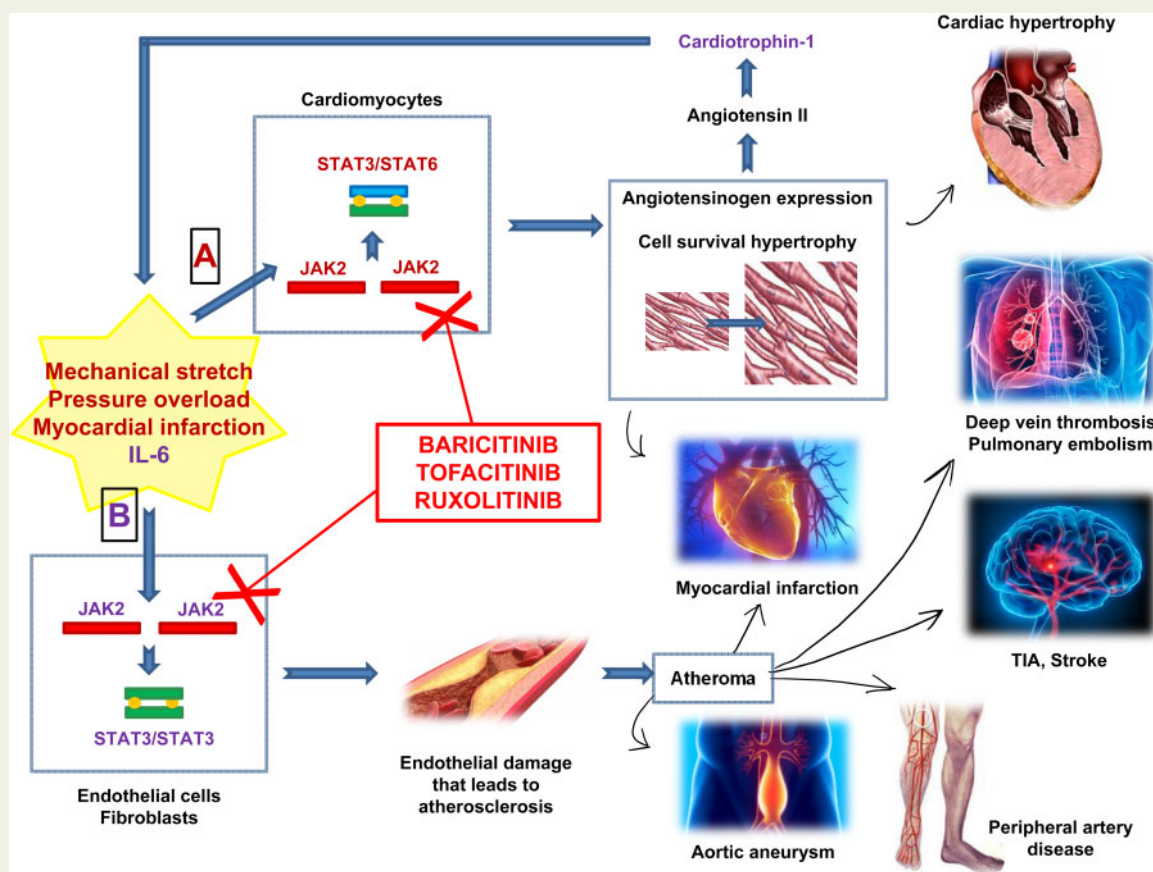 Cardiac hypertrophy
Cardiotrophin-1
Cardiomyocytes
Angiotensin II
STAT3/STAT6
Angiotensinogen expression
Cell survival hypertrophy
A
JAK2
JAK2
Mechanical stretch
Pressure overload
Myocardial infarction
IL-6
BARICITINIB
TOFACITINIB
RUXOLITINIB
Deep vein thrombosis
Pulmonary embolism
B
JAK2
JAK2
STAT3/STAT3
Endothelial cells
Fibroblasts
Endothelial damage
that leads to
atherosclerosis
Atheroma
Myocardial infarction
TIA, Stroke
Aortic aneurysm
Peripheral artery
disease